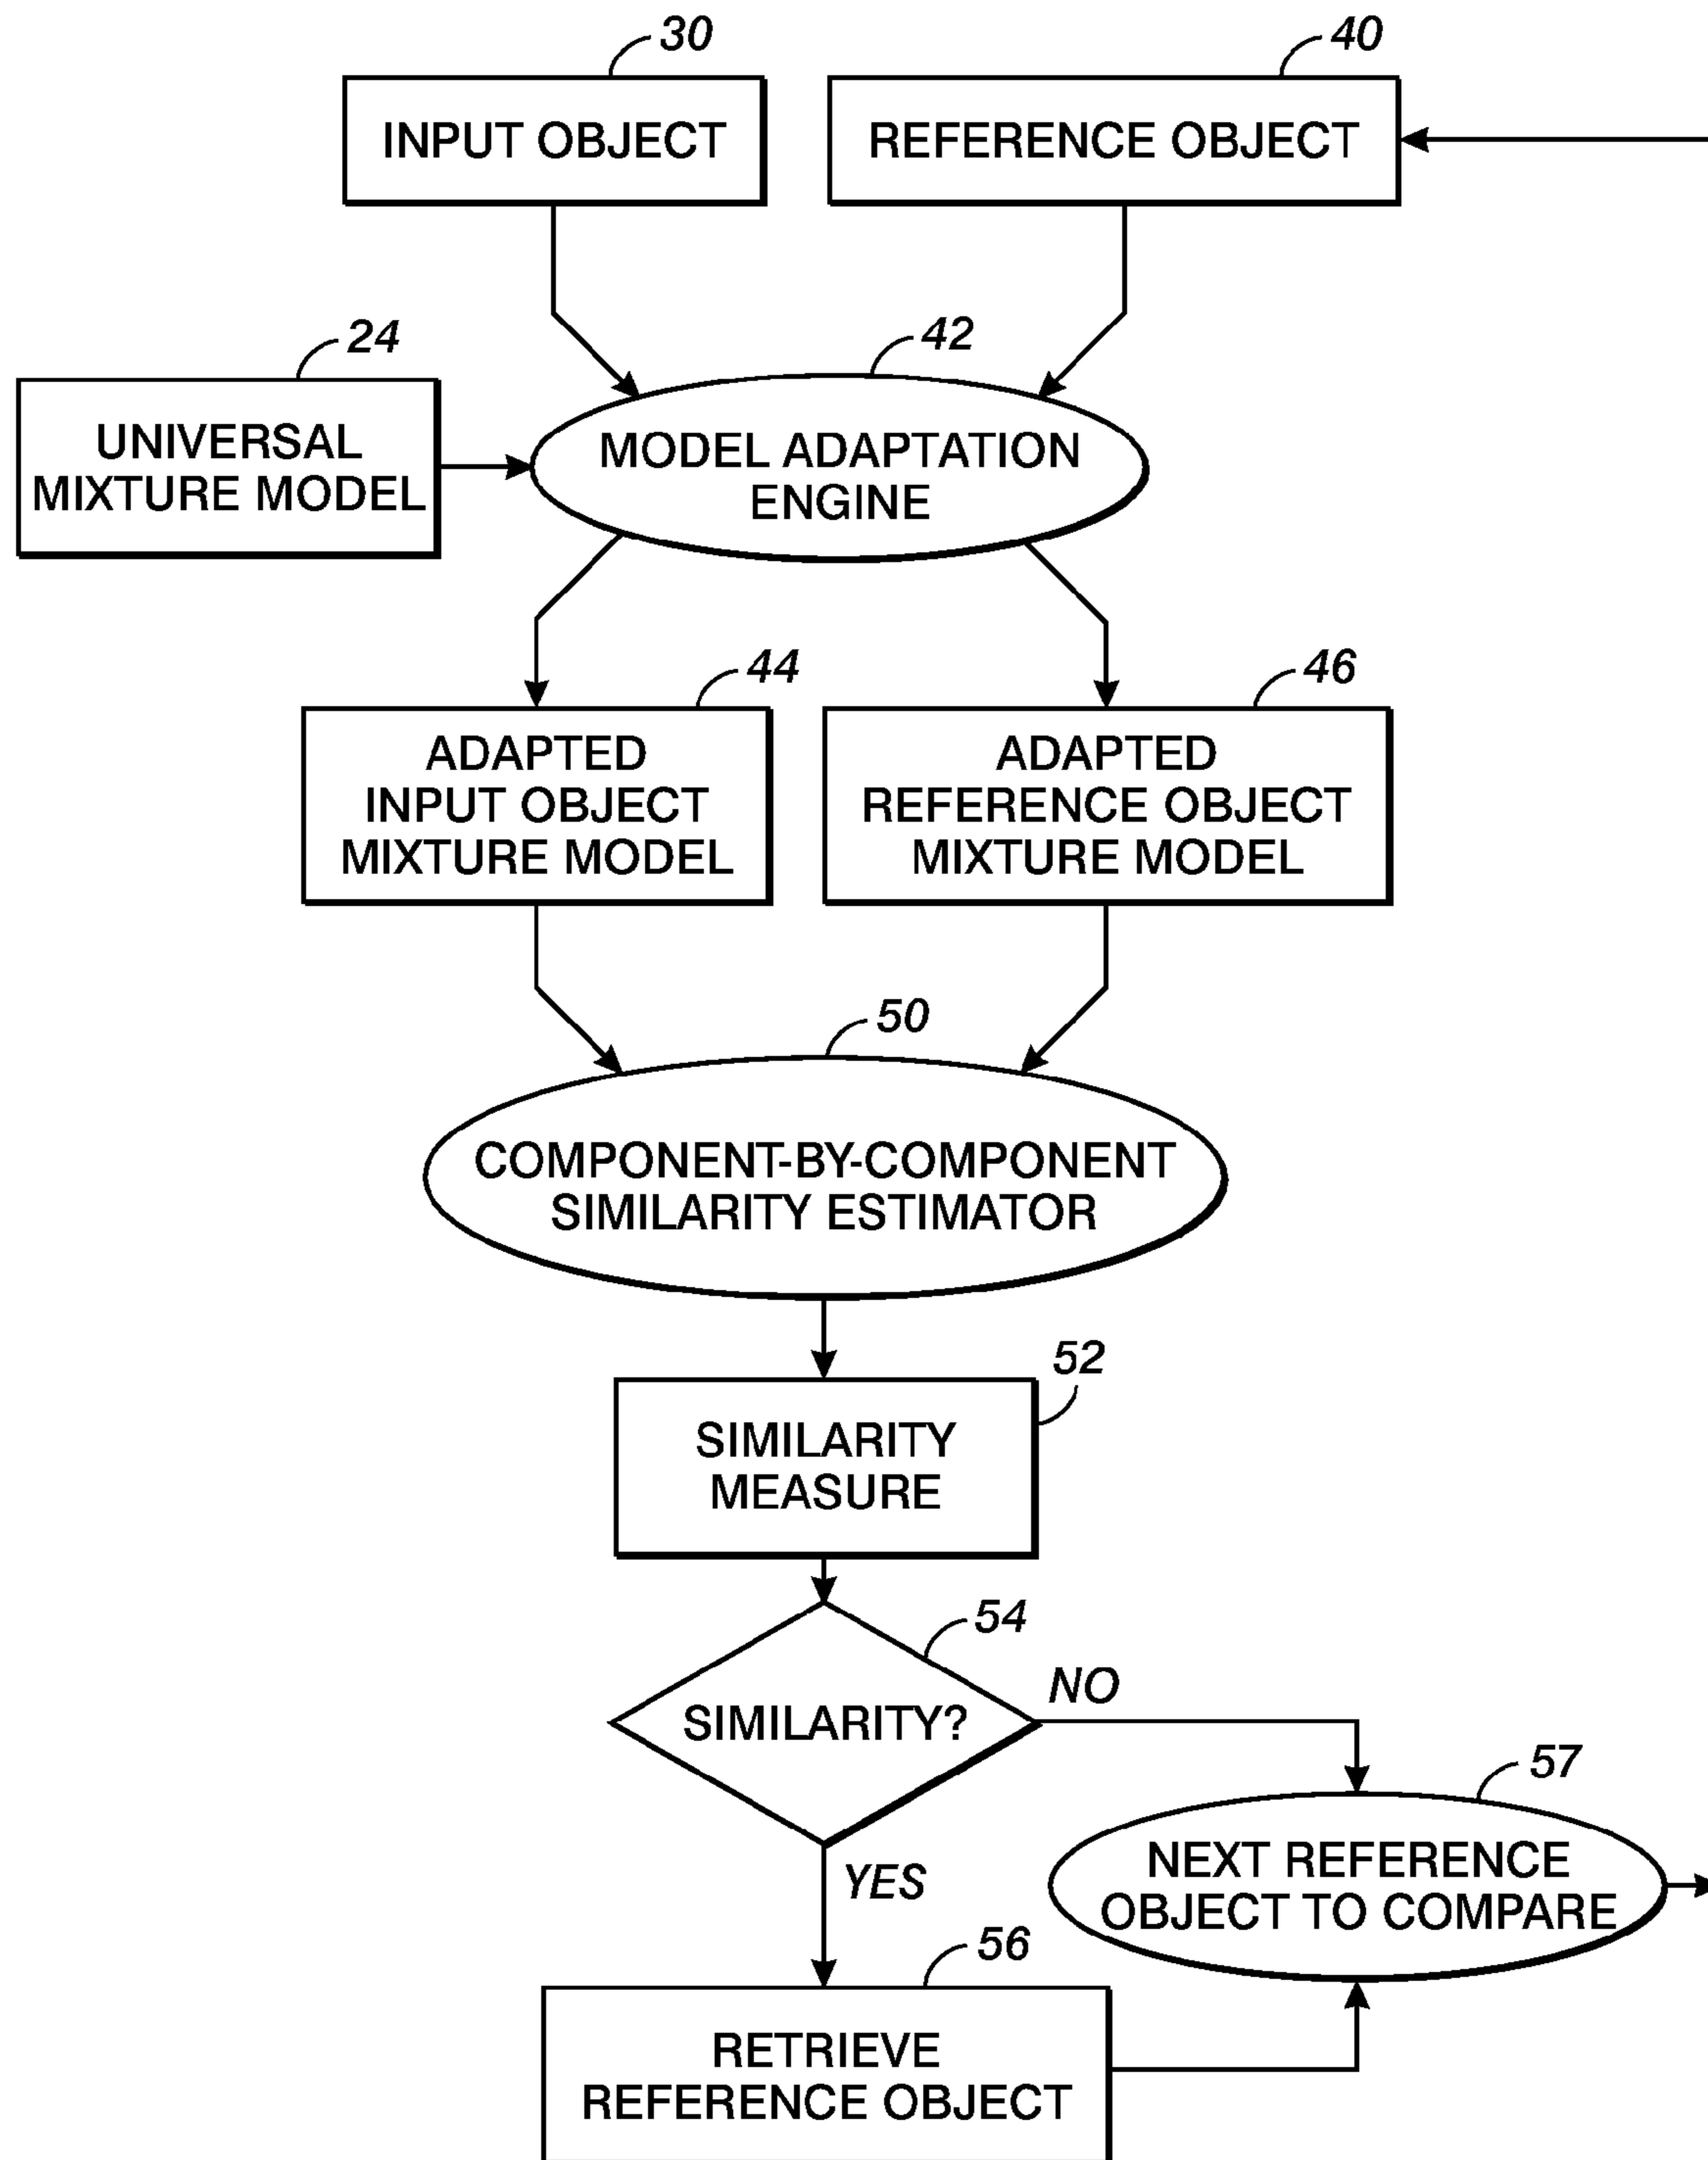 30
40
INPUT OBJECT
REFERENCE OBJECT
24
42
UNIVERSAL
MIXTURE MODEL
MODEL ADAPTATION
ENGINE
44
46
ADAPTED
INPUT OBJECT
MIXTURE MODEL
ADAPTED
REFERENCE OBJECT
MIXTURE MODEL
50
COMPONENT-BY-COMPONENT
SIMILARITY ESTIMATOR
52
SIMILARITY
MEASURE
54
SIMILARITY?
NO
57
NEXT REFERENCE
OBJECT TO COMPARE
YES
56
RETRIEVE
REFERENCE OBJECT